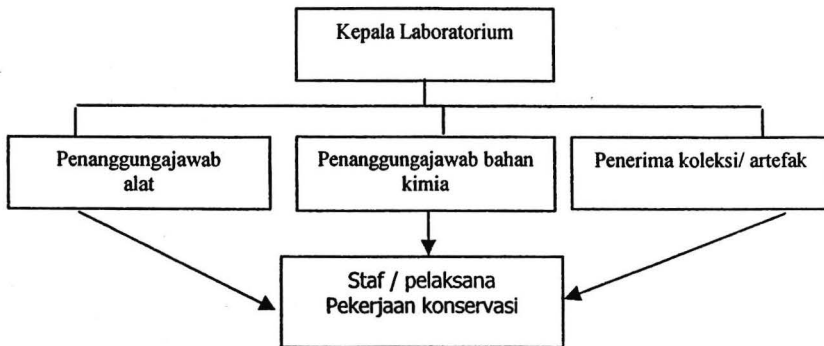 Kepala Laboratorium
Penanggungajawab
alat
Penanggungajawab bahan
kimia
Penerima koleksi/ artefak
Staf / pelaksana
Pekerjaan konservasi